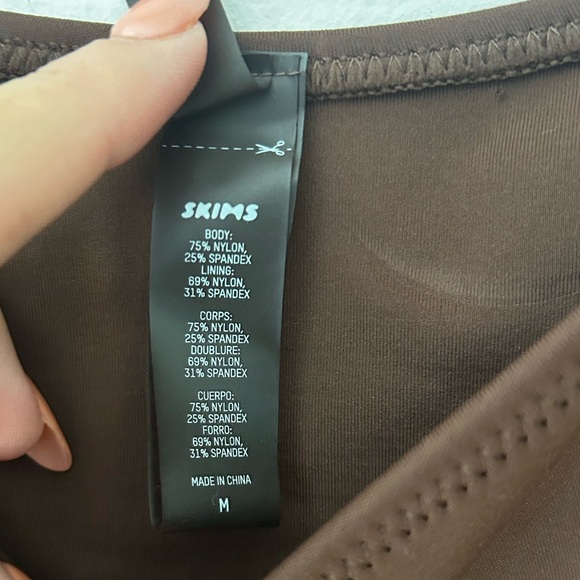 SKIMS
BODY:
75% NYLON,
25% SPANDEX
LINING:
69% NYLON,
31% SPANDEX
CORPS:
75% NYLON,
25% SPANDEX
DOUBLURE:
69% NYLON,
31% SPANDEX
CUERPO:
75% NYLON,
25% SPANDEX
FORRO:
69% NYLON,
31% SPANDEX
MADE IN CHINA
M